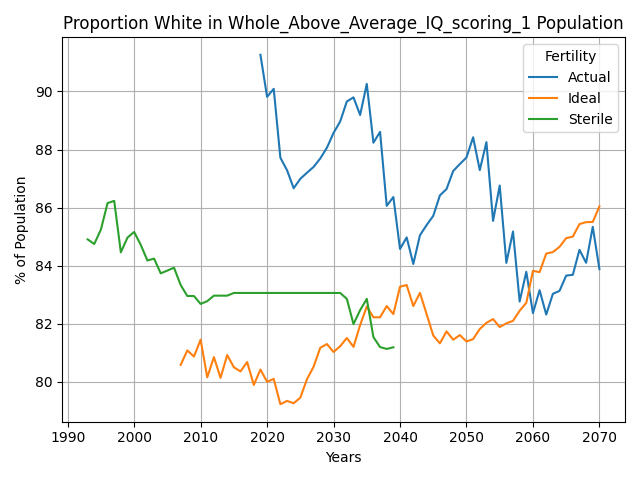 Proportion White in Whole_Above_Average_IQ_scoring_1 Population
Fertility
Actual
Ideal
Sterile
% of Population
90
88
86
84
82
80
1990 2000 2010 2020 2030 2040 2050 2060 2070
Years